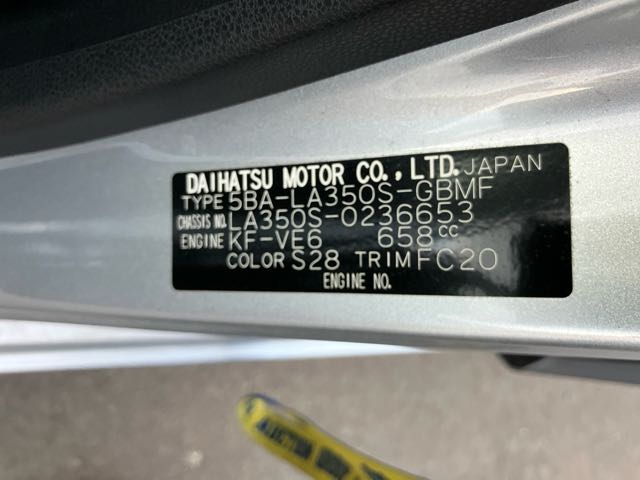 DAIHATSU MOTOR CO., LTD. JAPAN
TYPE 5BA-LA350S-GBMF
CHASSIS NO. LA350S-0236653
ENGINE KF-VE6 658cc
COLOR S28 TRIM FC20
ENGINE NO.